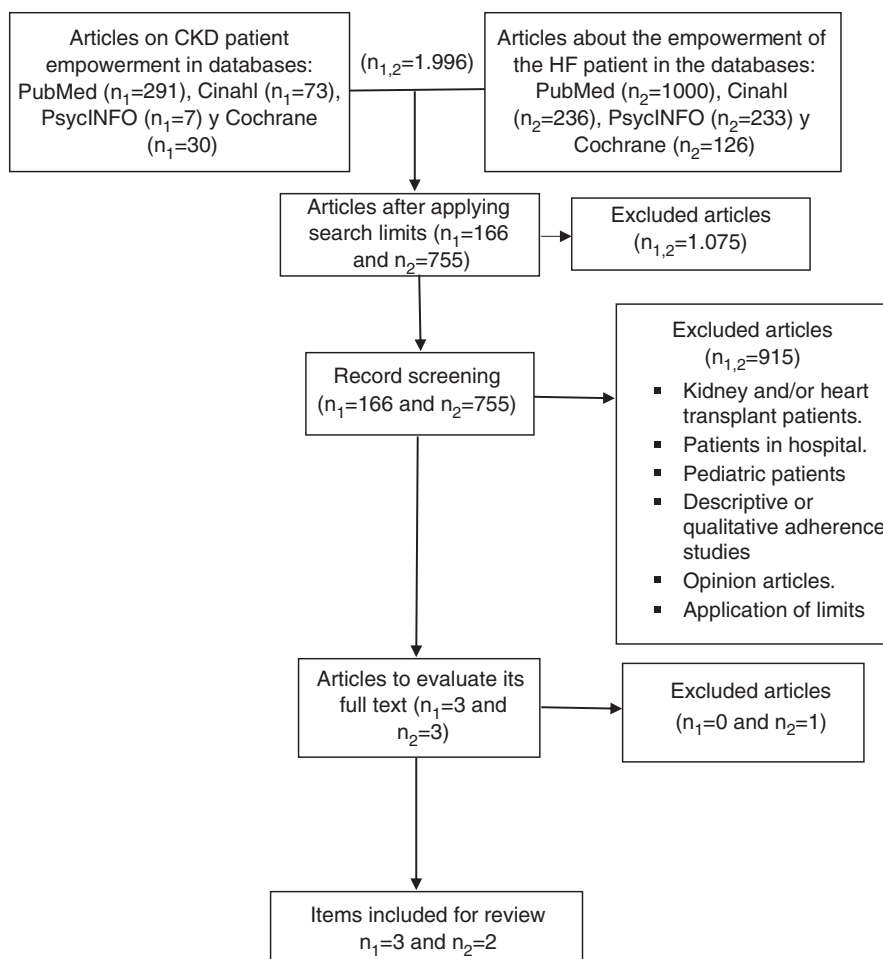 Articles on CKD patient
empowerment in databases:
PubMed (n₁=291), Cinahl (n₁=73),
PsycINFO (n₁=7) y Cochrane
(n₁=30)
(n₁,₂=1.996)
Articles about the empowerment of
the HF patient in the databases:
PubMed (n₂=1000), Cinahl
(n₂=236), PsycINFO (n₂=233) y
Cochrane (n₂=126)
Articles after applying
search limits (n₁=166
and n₂=755)
Excluded articles
(n₁,₂=1.075)
Record screening
(n₁=166 and n₂=755)
Excluded articles
(n₁,₂=915)
▪ Kidney and/or heart
transplant patients.
▪ Patients in hospital.
▪ Pediatric patients
▪ Descriptive or
qualitative adherence
studies
▪ Opinion articles.
▪ Application of limits
Articles to evaluate its
full text (n₁=3 and
n₂=3)
Excluded articles
(n₁=0 and n₂=1)
Items included for review
n₁=3 and n₂=2